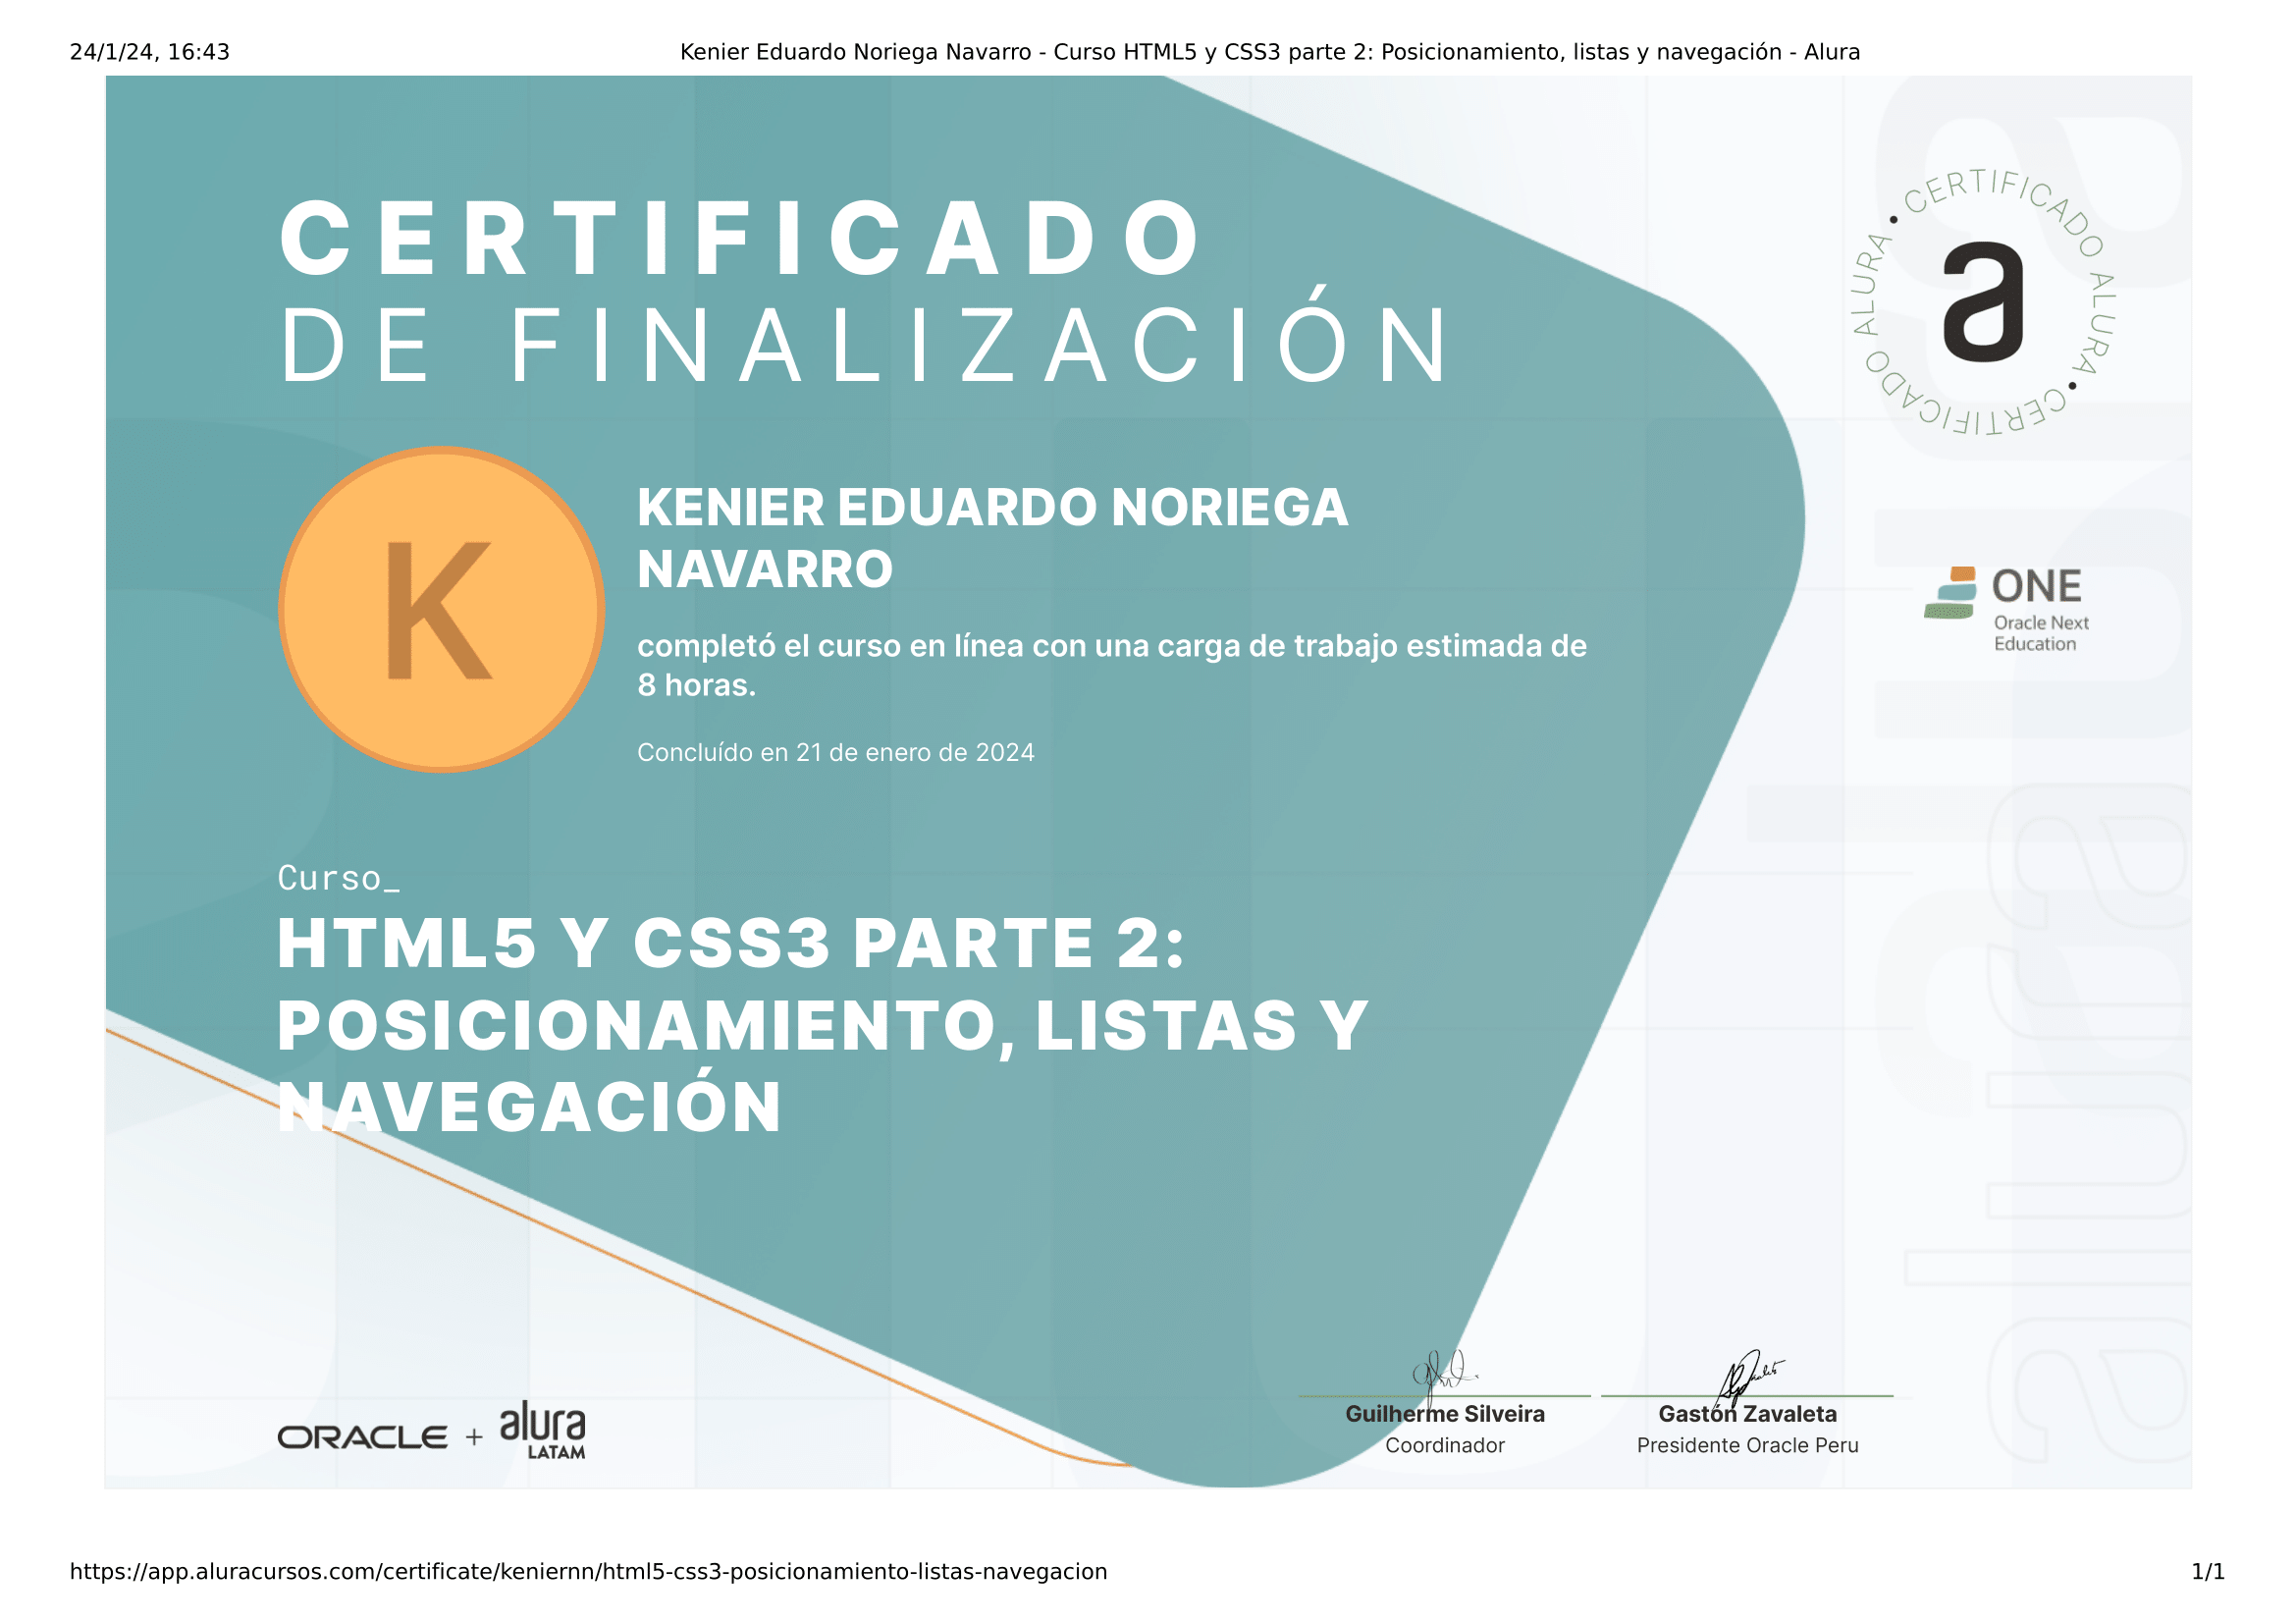 24/1/24, 16:43
Kenier Eduardo Noriega Navarro - Curso HTML5 y CSS3 parte 2: Posicionamiento, listas y navegación - Alura
CERTIFICADO
DE FINALIZACIÓN
• CERTIFICADO ALURA • CERTIFICADO ALURA
a
K
KENIER EDUARDO NORIEGA
NAVARRO
completó el curso en línea con una carga de trabajo estimada de
8 horas.
Concluído en 21 de enero de 2024
ONE
Oracle Next
Education
Curso_
HTML5 Y CSS3 PARTE 2:
POSICIONAMIENTO, LISTAS Y
NAVEGACIÓN
alura
ORACLE + alura
LATAM
Guilherme Silveira
Coordinador
Gastón Zavaleta
Presidente Oracle Peru
https://app.aluracursos.com/certificate/keniernn/html5-css3-posicionamiento-listas-navegacion
1/1